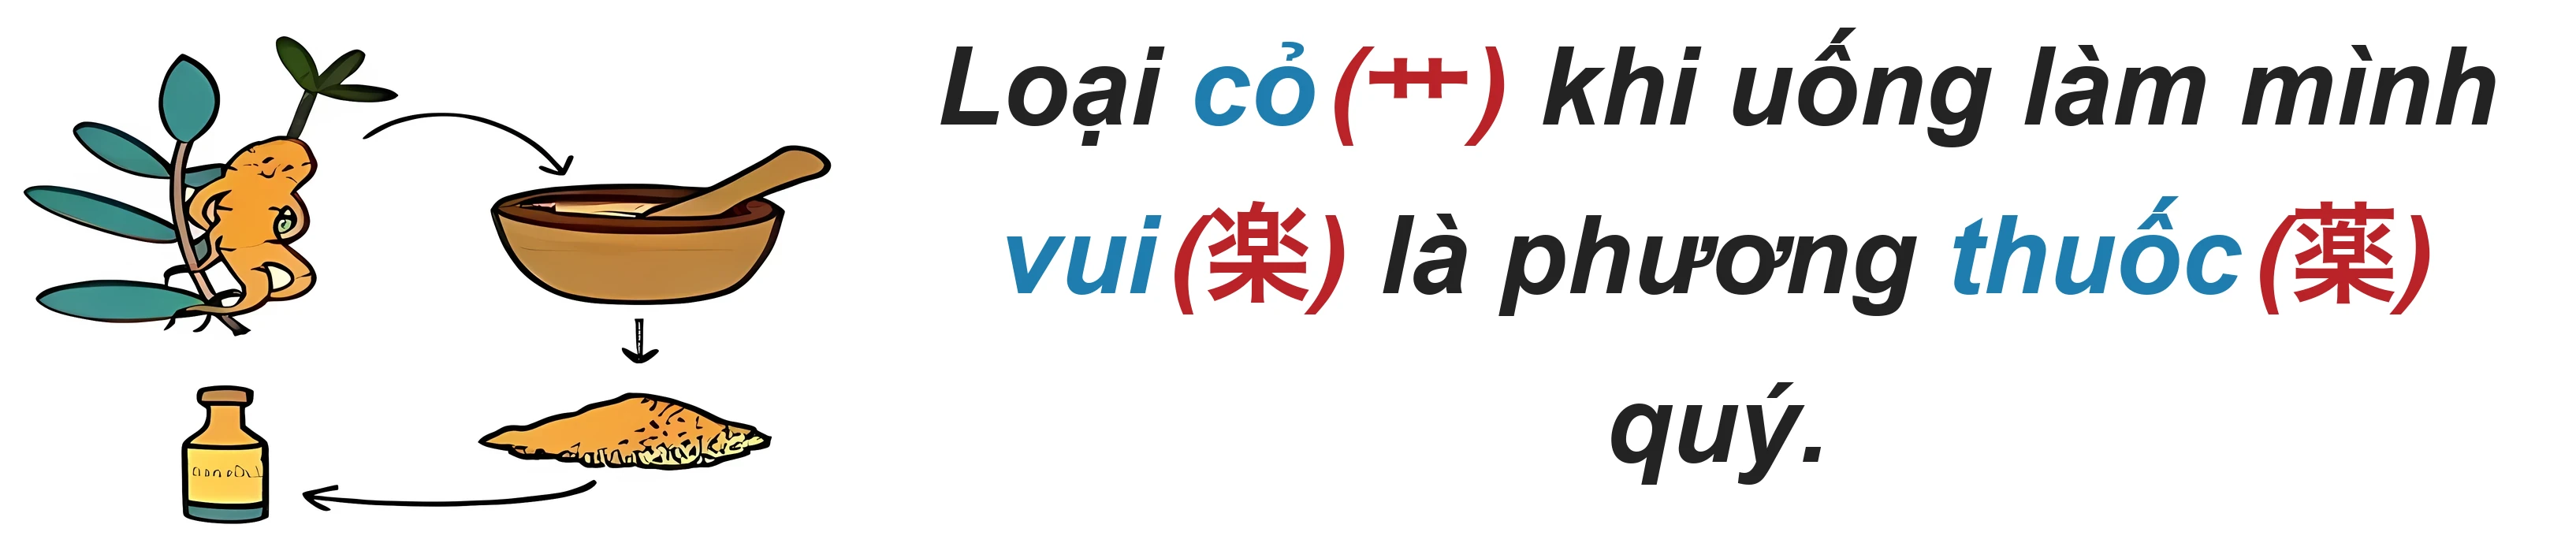 Loại cỏ(艹) khi uống làm mình
vui(楽) là phương thuốc(薬)
quý.